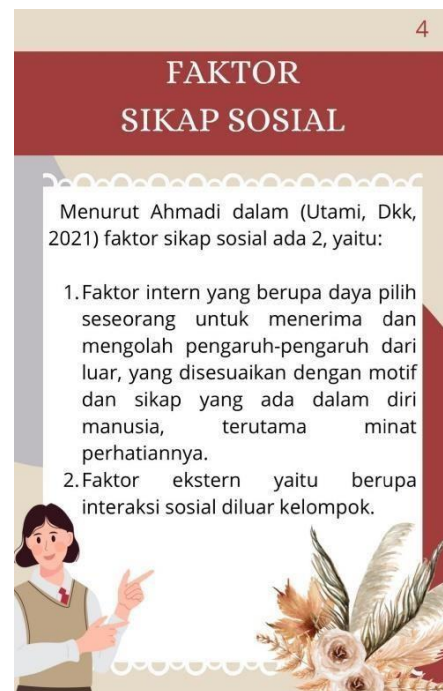 4
FAKTOR
SIKAP SOSIAL
Menurut Ahmadi dalam (Utami, Dkk,
2021) faktor sikap sosial ada 2, yaitu:
1. Faktor intern yang berupa daya pilih
seseorang untuk menerima dan
mengolah pengaruh-pengaruh dari
luar, yang disesuaikan dengan motif
dan sikap yang ada dalam diri
manusia, terutama minat
perhatiannya.
2. Faktor ekstern yaitu berupa
interaksi sosial diluar kelompok.